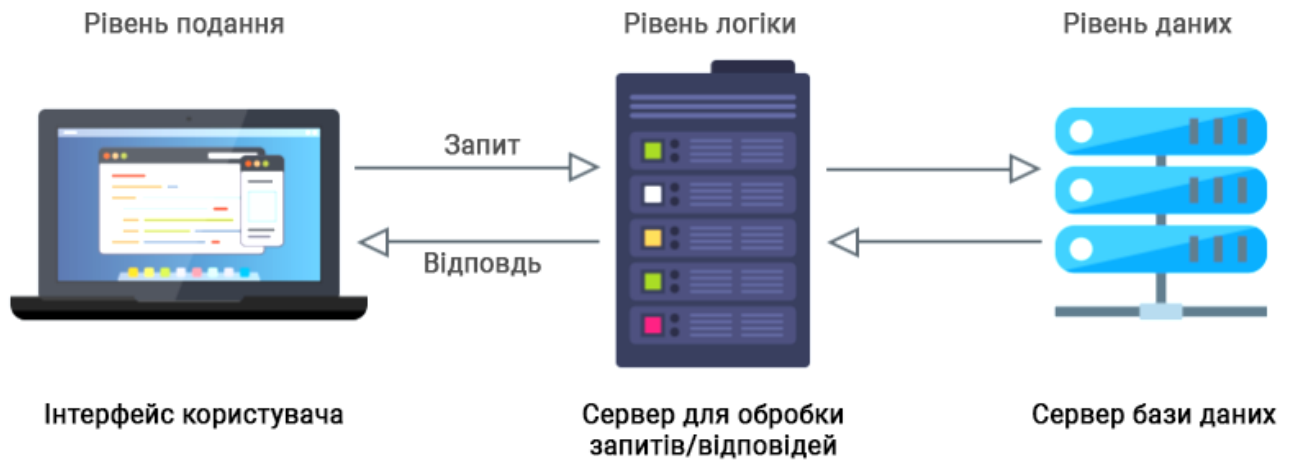 Рівень подання
Рівень логіки
Рівень даних
Запит
Відповдь
Інтерфейс користувача
Сервер для обробки
запитів/відповідей
Сервер бази даних